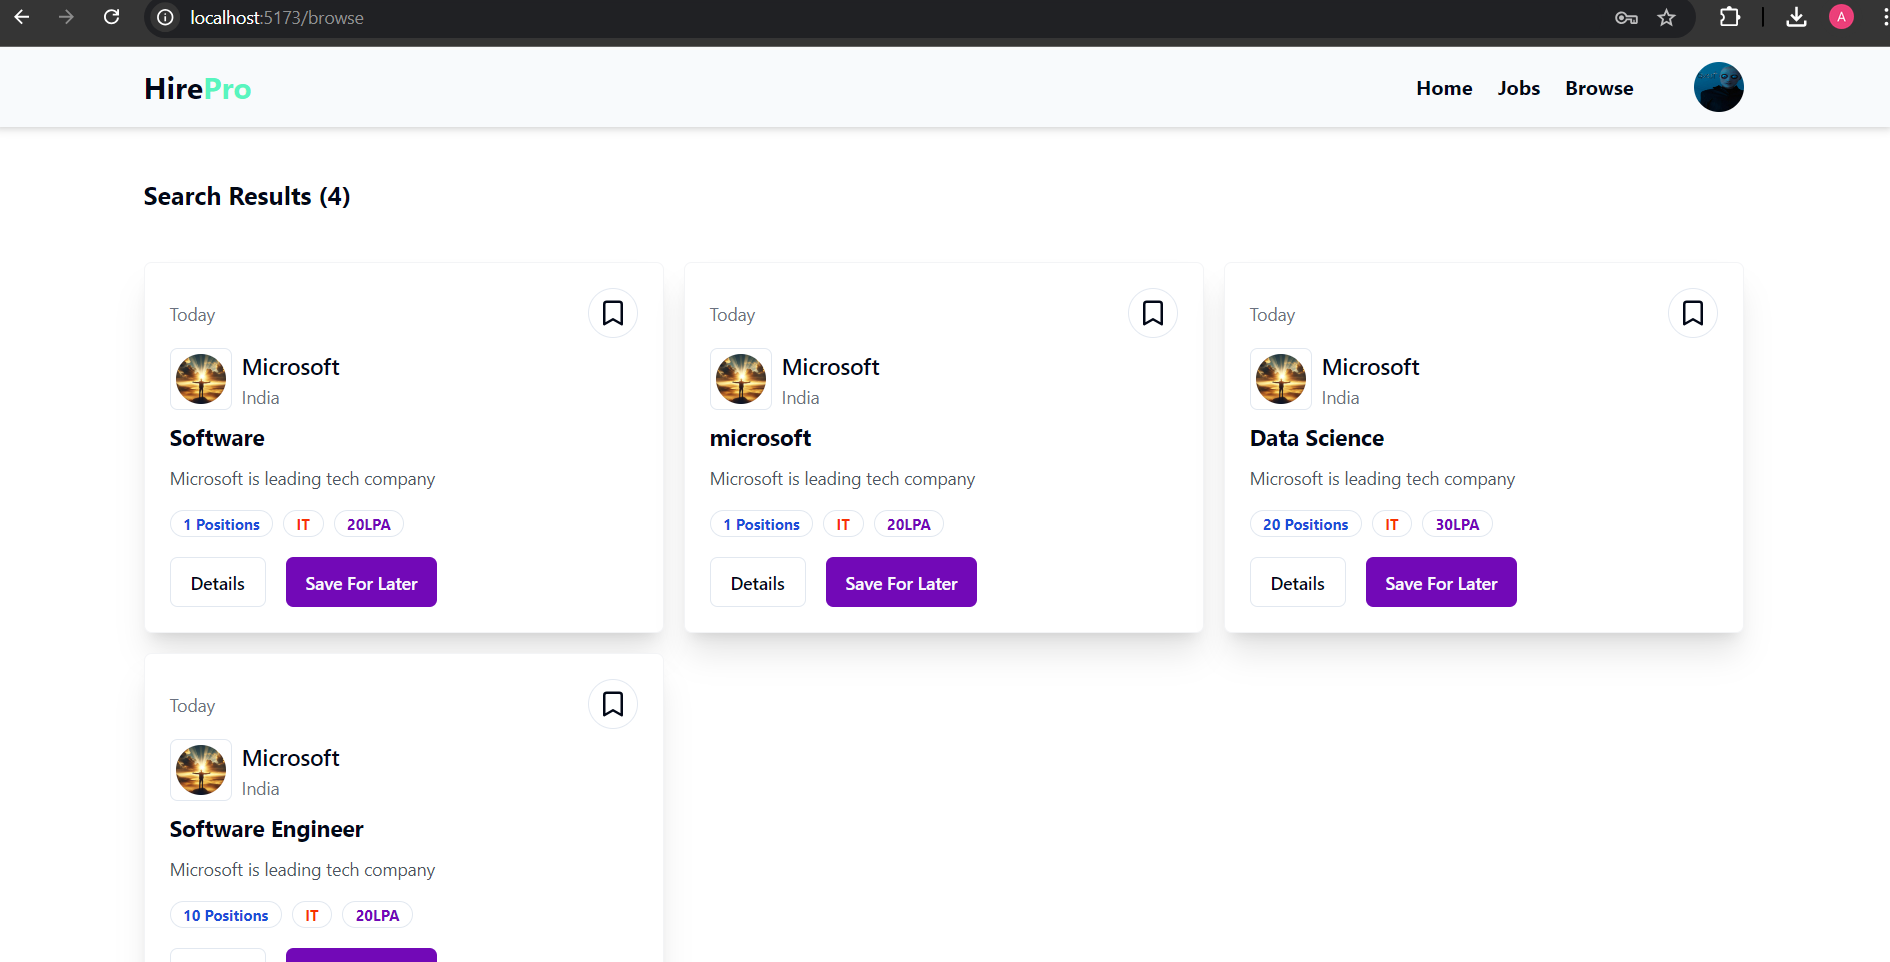 localhost:5173/browse
A
HirePro
Home Jobs Browse
Search Results (4)
Today
Microsoft
India
Software
Microsoft is leading tech company
1 Positions IT 20LPA
Details Save For Later
Today
Microsoft
India
microsoft
Microsoft is leading tech company
1 Positions IT 20LPA
Details Save For Later
Today
Microsoft
India
Data Science
Microsoft is leading tech company
20 Positions IT 30LPA
Details Save For Later
Today
Microsoft
India
Software Engineer
Microsoft is leading tech company
10 Positions IT 20LPA